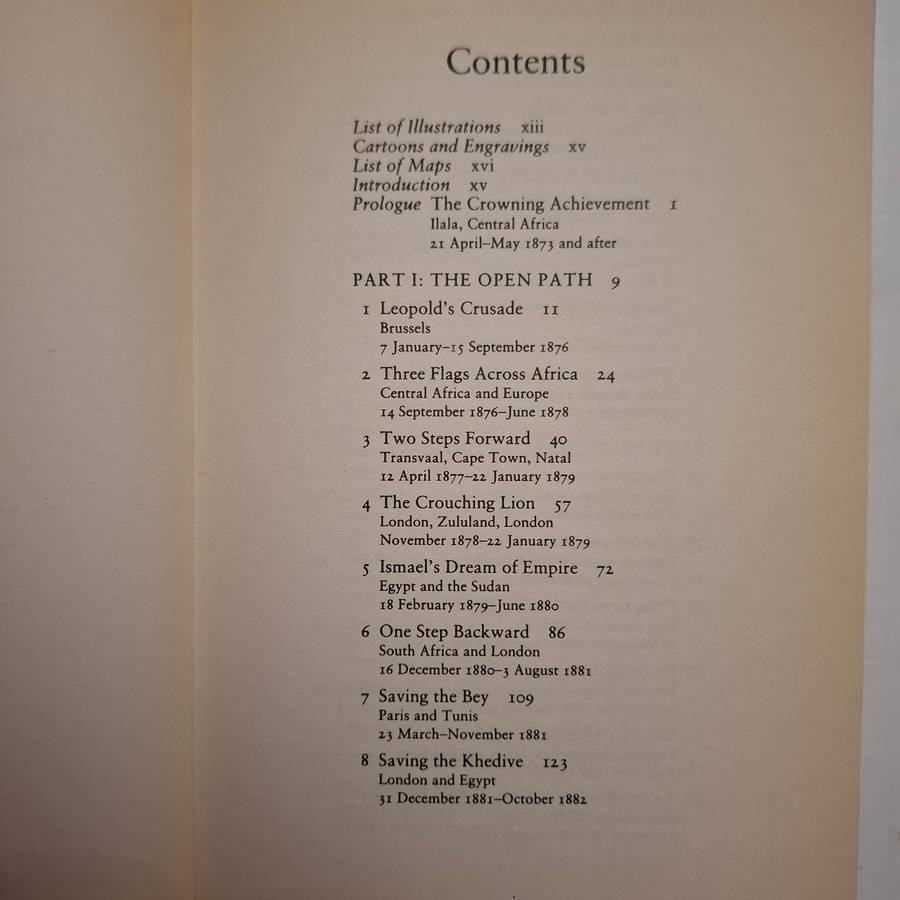 Contents
List of Illustrations xiii
Cartoons and Engravings xv
List of Maps xvi
Introduction xv
Prologue The Crowning Achievement 1
Ilala, Central Africa
21 April–May 1873 and after
PART I: THE OPEN PATH 9
1 Leopold's Crusade 11
Brussels
7 January–15 September 1876
2 Three Flags Across Africa 24
Central Africa and Europe
14 September 1876–June 1878
3 Two Steps Forward 40
Transvaal, Cape Town, Natal
12 April 1877–22 January 1879
4 The Crouching Lion 57
London, Zululand, London
November 1878–22 January 1879
5 Ismael's Dream of Empire 72
Egypt and the Sudan
18 February 1879–June 1880
6 One Step Backward 86
South Africa and London
16 December 1880–3 August 1881
7 Saving the Bey 109
Paris and Tunis
23 March–November 1881
8 Saving the Khedive 123
London and Egypt
31 December 1881–October 1882